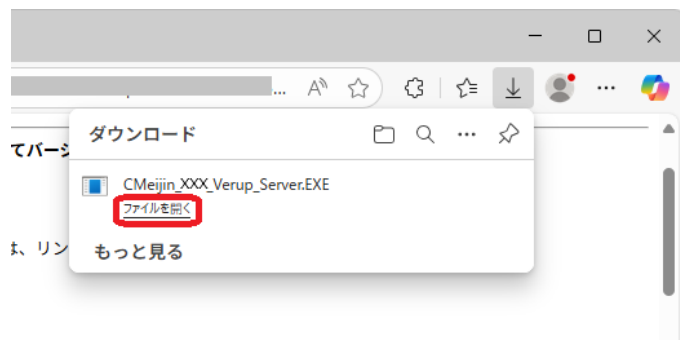 てバージ
ダウンロード
CMeijin_XXX_Verup_Server.EXE
ファイルを開く
は、リン
もっと見る